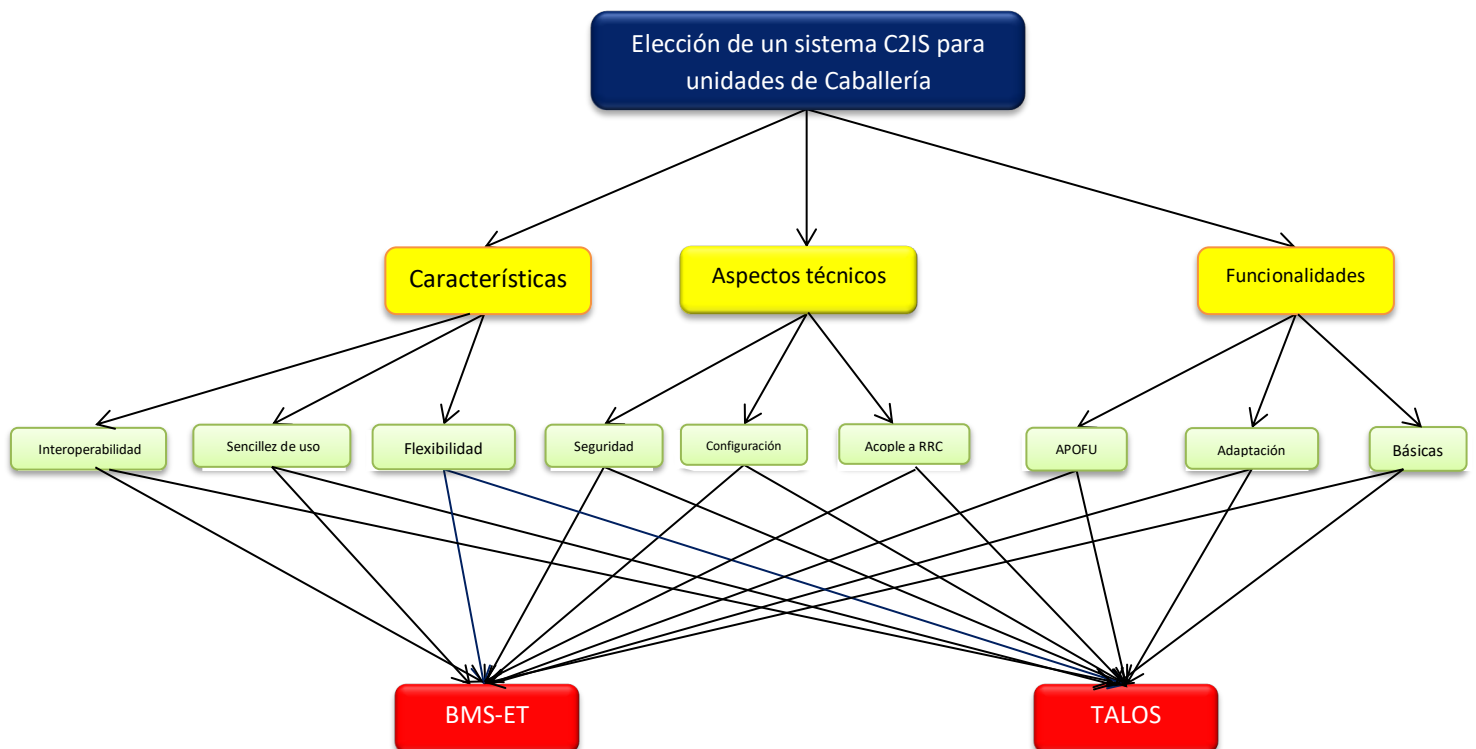 Elección de un sistema C2IS para
unidades de Caballería
Característificas
Aspectos técnicos
Funcionalidades
Interoperabilidad
Sencillez de uso
Flexibilidad
Seguridad
Configuración
Acople a RRC
APOFU
Adaptación
Básicas
BMS-ET
TALOS